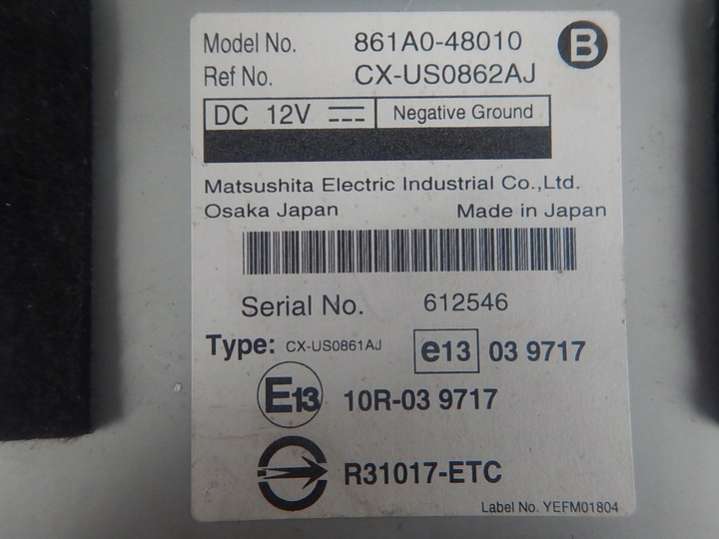 Model No. 861A0-48010 B
Ref No. CX-US0862AJ
DC 12V Negative Ground
Matsushita Electric Industrial Co.,Ltd.
Osaka Japan Made in Japan
Serial No. 612546
Type: CX-US0861AJ e13 03 9717
E13 10R-03 9717
R31017-ETC
Label No. YEFM01804